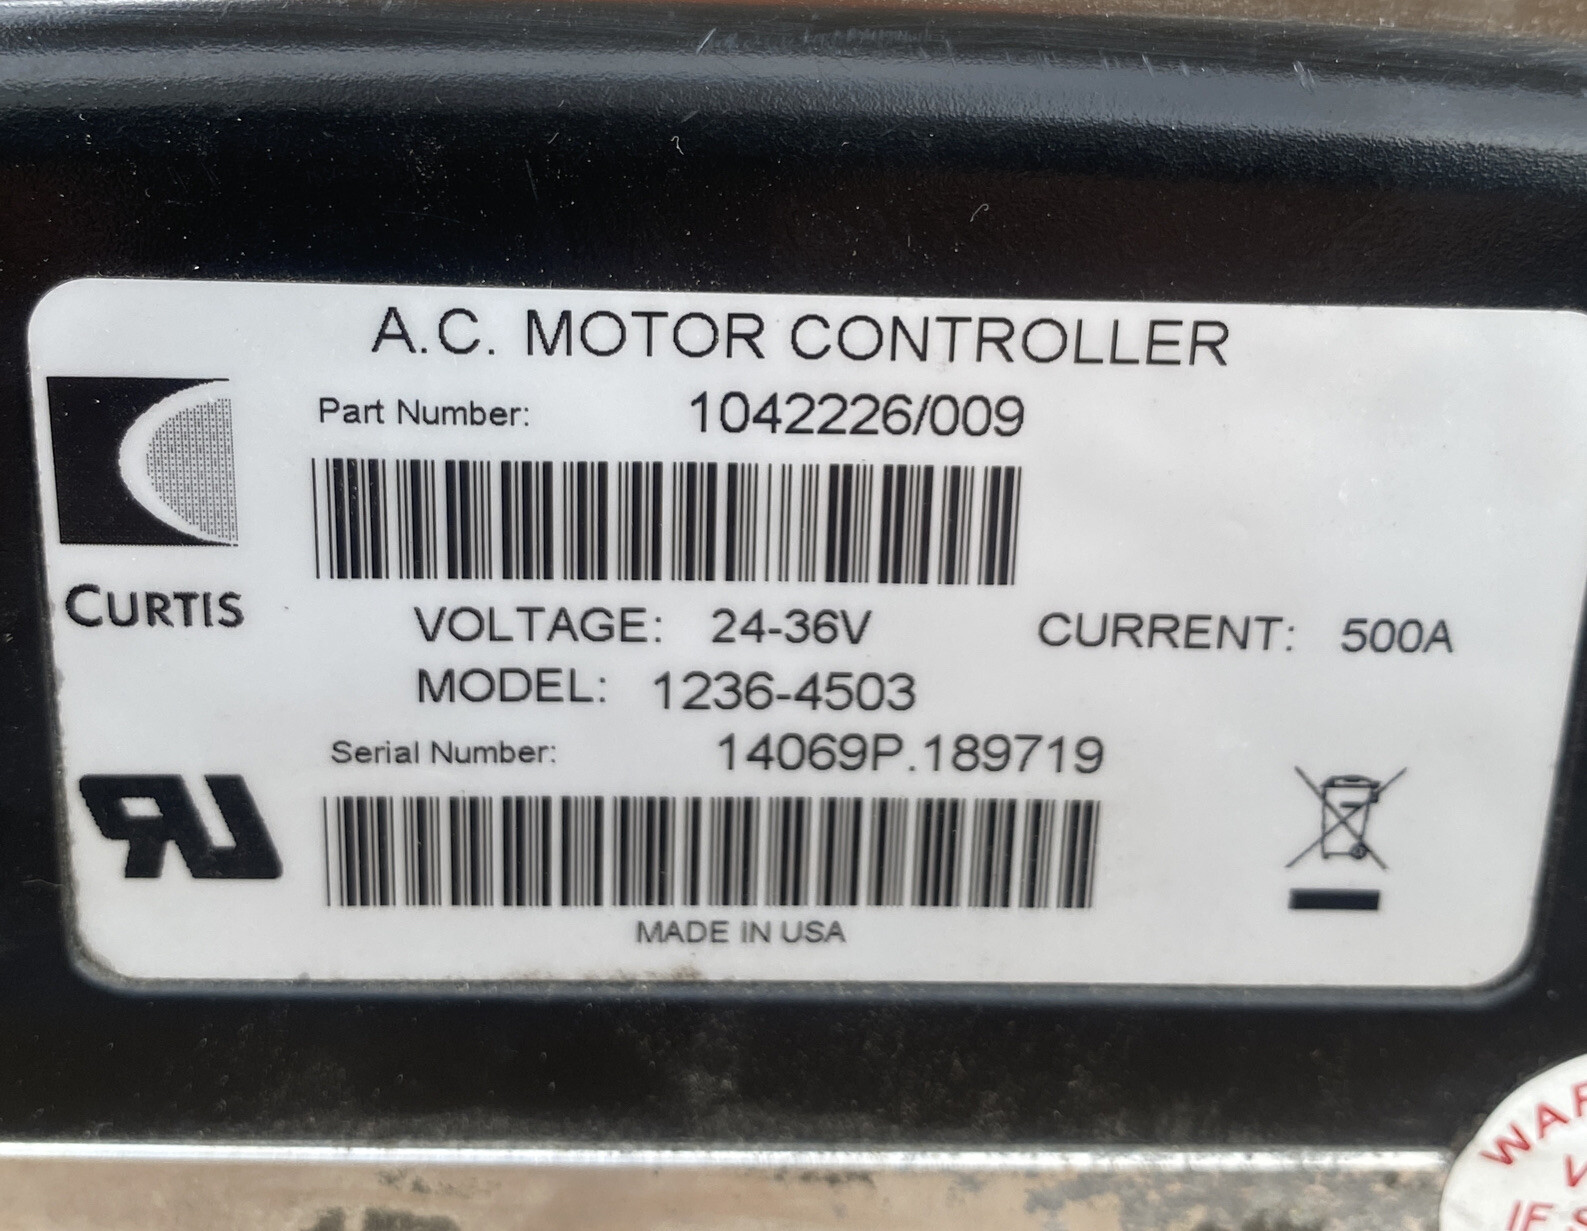 A.C. MOTOR CONTROLLER
Part Number: 1042226/009
CURTIS
VOLTAGE: 24-36V CURRENT: 500A
MODEL: 1236-4503
Serial Number: 14069P.189719
MADE IN USA
IF